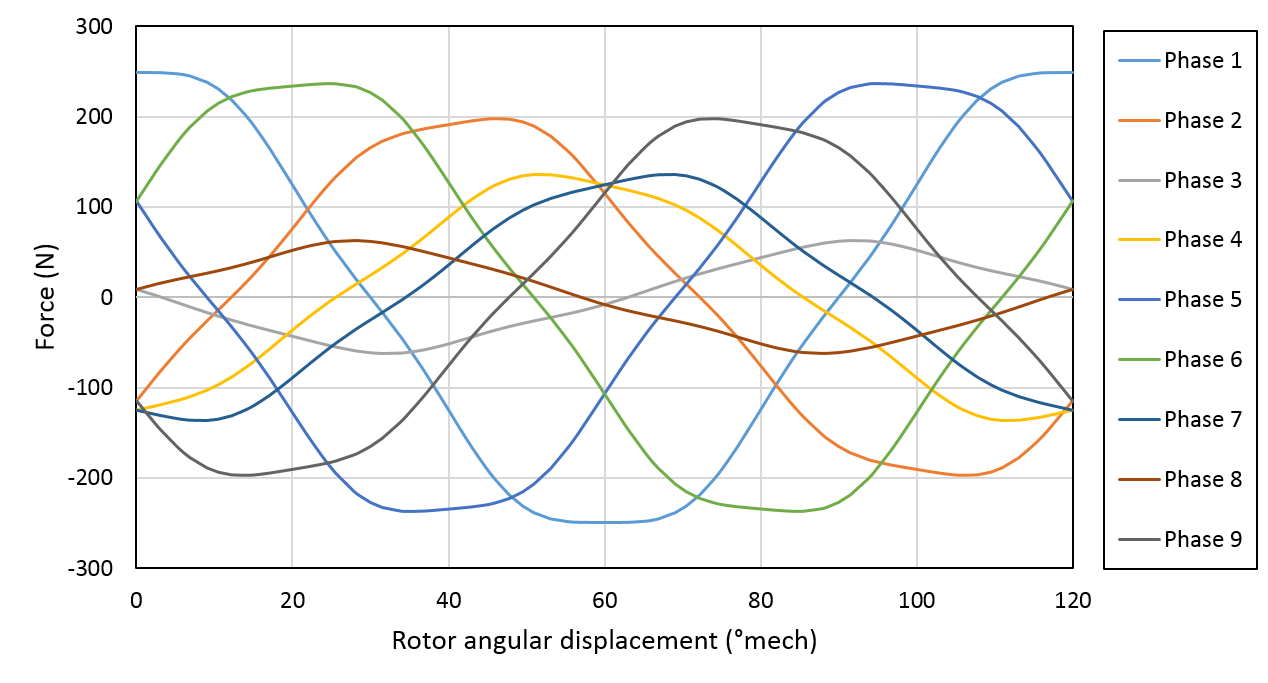 300
200
100
0
-100
-200
-300
Force (N)
0 20 40 60 80 100 120
Rotor angular displacement (°mech)
Phase 1
Phase 2
Phase 3
Phase 4
Phase 5
Phase 6
Phase 7
Phase 8
Phase 9